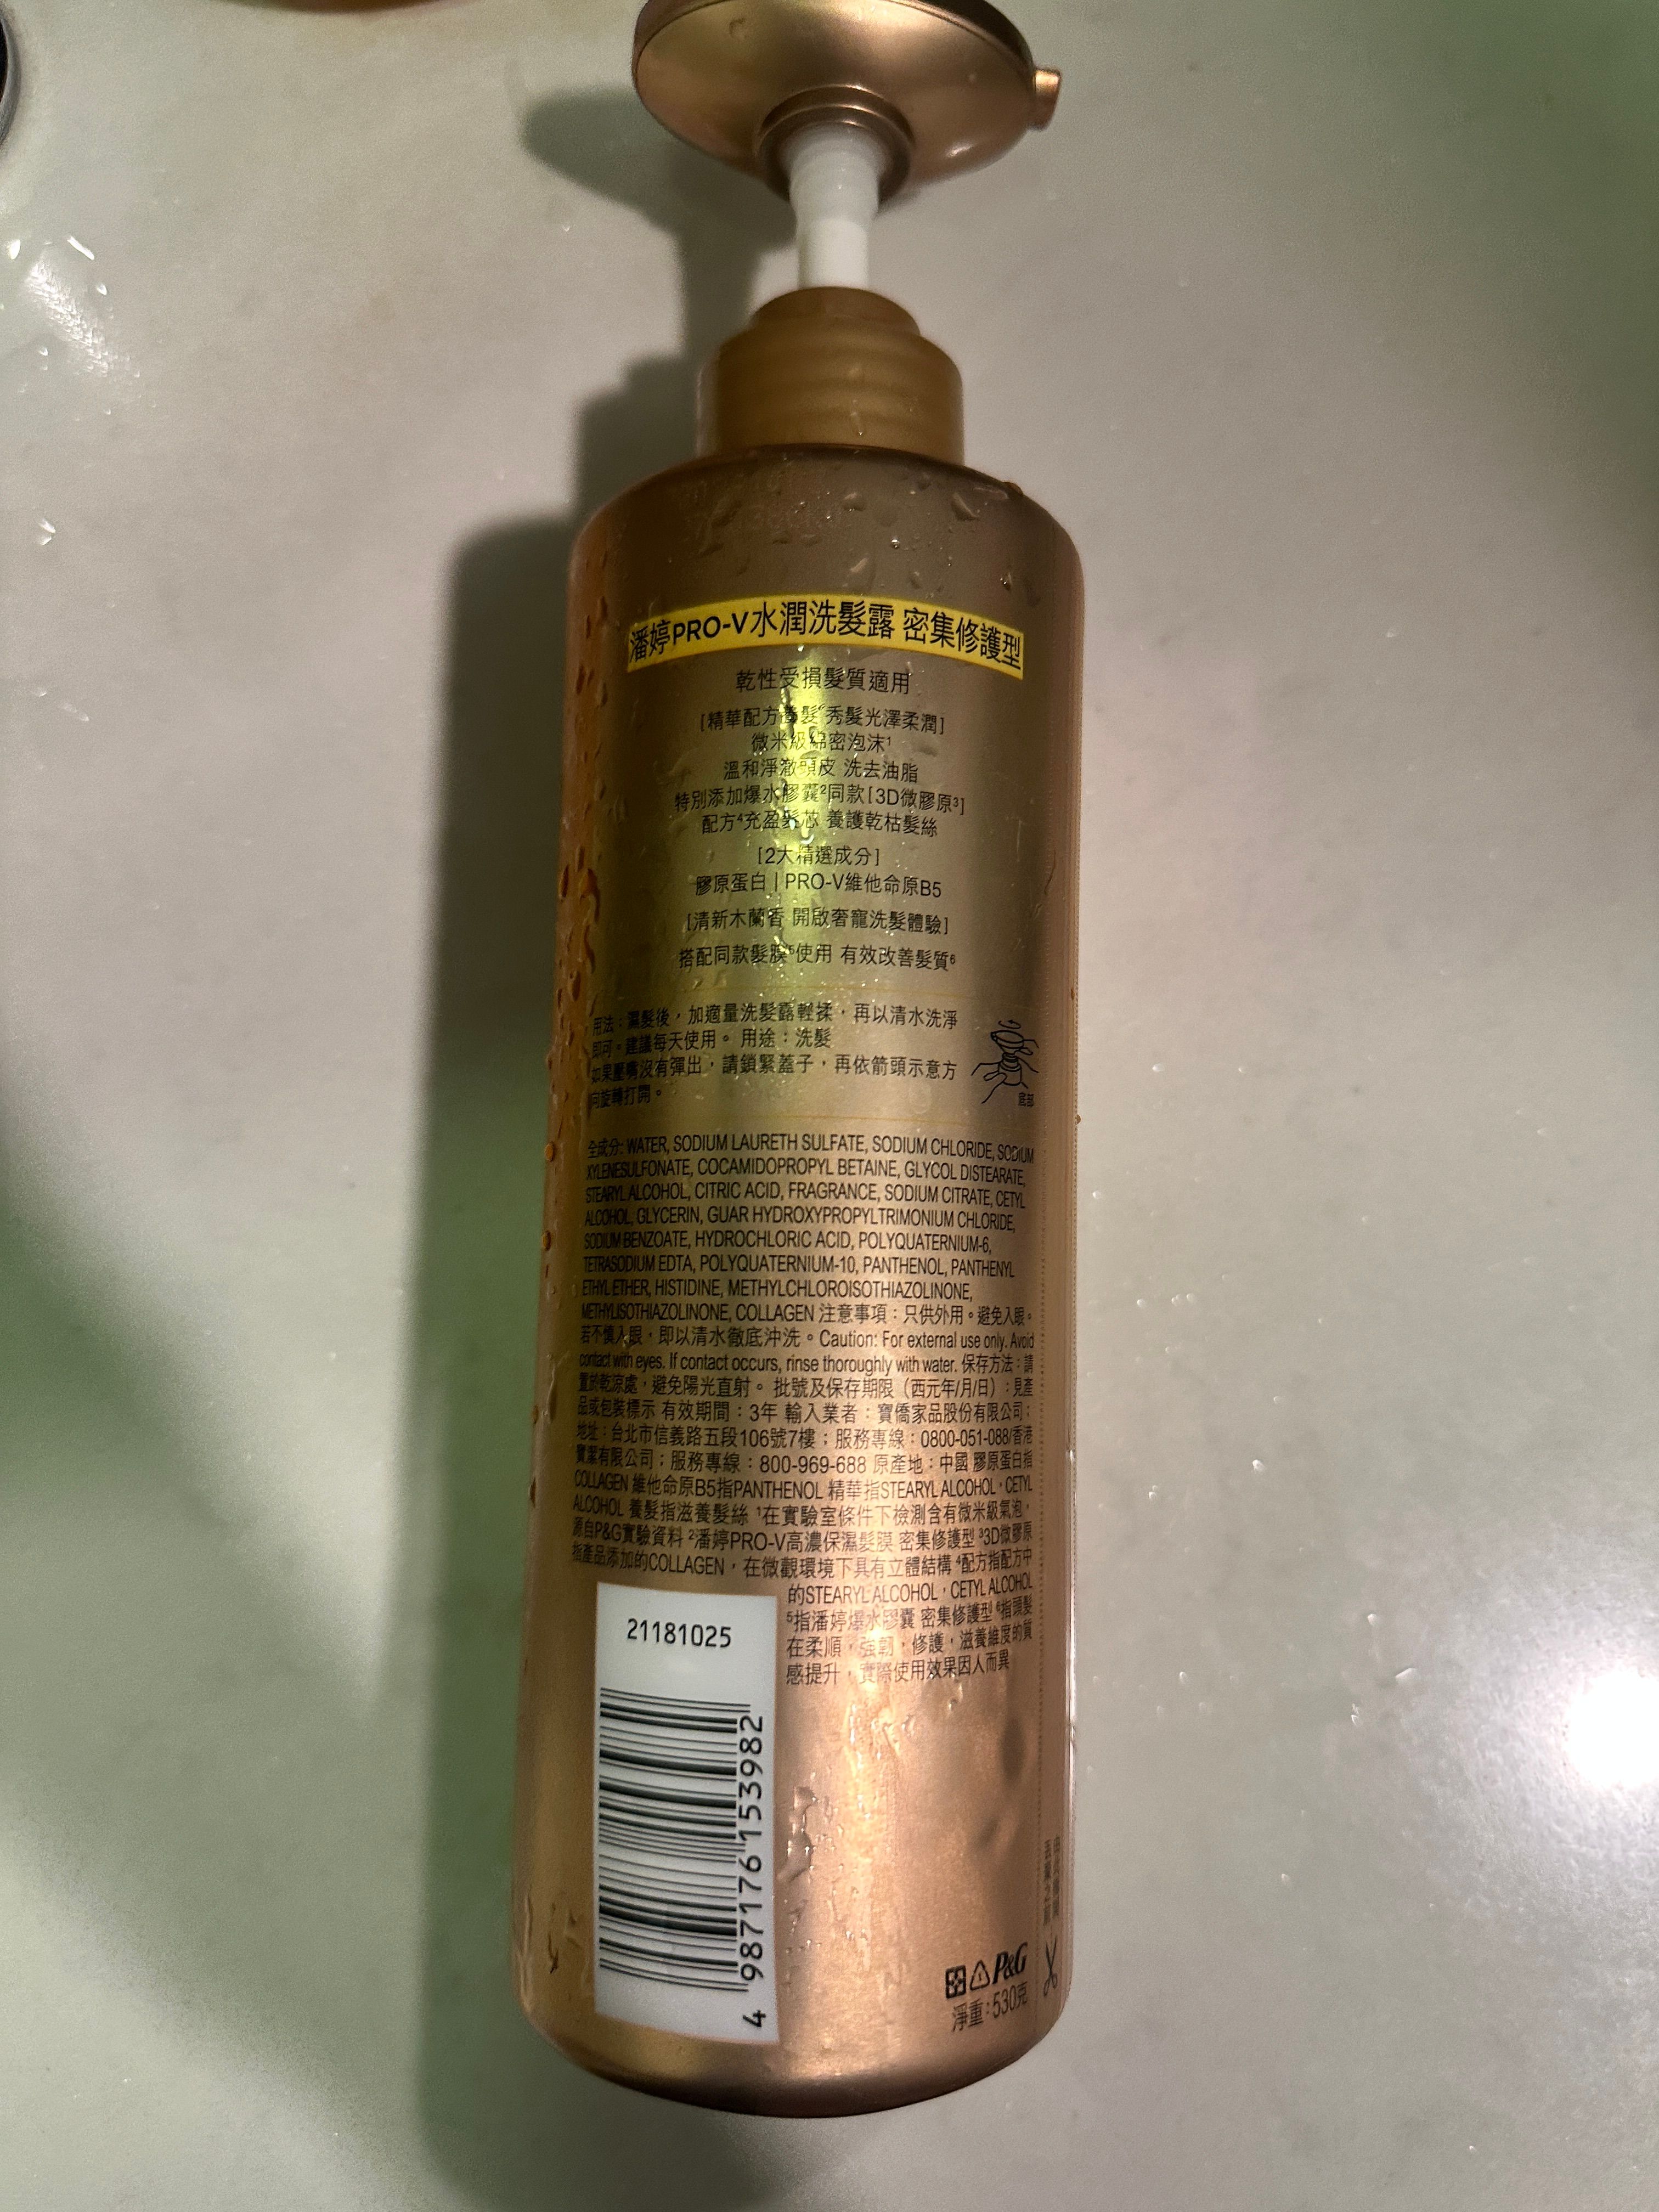 潘婷PRO-V水潤洗髮露 密集修護型
乾性受損髮質適用
[精華配方養髮 秀髮光澤柔潤]
微米級綿密泡沫¹
溫和淨澈頭皮 洗去油脂
特別添加爆水膠囊²同款[3D微膠原³]
配方⁴充盈髮芯 養護乾枯髮絲
[2大精選成分]
膠原蛋白 | PRO-V維他命原B5
[清新木蘭香 開啟奢寵洗髮體驗]
搭配同款髮膜⁵使用 有效改善髮質⁶
用法：濕髮後，加適量洗髮露輕揉，再以清水洗淨
即可。建議每天使用。 用途：洗髮
如果壓嘴沒有彈出，請鎖緊蓋子，再依箭頭示意方
向旋轉打開。
底部
全成分: WATER, SODIUM LAURETH SULFATE, SODIUM CHLORIDE, SODIUM
XYLENESULFONATE, COCAMIDOPROPYL BETAINE, GLYCOL DISTEARATE,
STEARYL ALCOHOL, CITRIC ACID, FRAGRANCE, SODIUM CITRATE, CETYL
ALCOHOL, GLYCERIN, GUAR HYDROXYPROPYLTRIMONIUM CHLORIDE,
SODIUM BENZOATE, HYDROCHLORIC ACID, POLYQUATERNIUM-6,
TETRASODIUM EDTA, POLYQUATERNIUM-10, PANTHENOL, PANTHENYL
ETHYL ETHER, HISTIDINE, METHYLCHLOROISOTHIAZOLINONE,
METHYLISOTHIAZOLINONE, COLLAGEN 注意事項：只供外用。避免入眼。
若不慎入眼，即以清水徹底沖洗。Caution: For external use only. Avoid
contact with eyes. If contact occurs, rinse thoroughly with water. 保存方法：請
置於乾涼處，避免陽光直射。 批號及保存期限（西元年/月/日）：見產
品或包裝標示 有效期間：3年 輸入業者：寶僑家品股份有限公司；
地址：台北市信義路五段106號7樓；服務專線：0800-051-088/香港
寶潔有限公司；服務專線：800-969-688 原產地：中國 膠原蛋白指
COLLAGEN 維他命原B5指PANTHENOL 精華指STEARYL ALCOHOL，CETYL
ALCOHOL 養髮指滋養髮絲 ¹在實驗室條件下檢測含有微米級氣泡，
源自P&G實驗資料 ²潘婷PRO-V高濃保濕髮膜 密集修護型 ³3D微膠原
指產品添加的COLLAGEN，在微觀環境下具有立體結構 ⁴配方指配方中
的STEARYL ALCOHOL，CETYL ALCOHOL
⁵指潘婷爆水膠囊 密集修護型 ⁶指頭髮
在柔順，強韌，修護，滋養維度的質
感提升，實際使用效果因人而異
21181025
4 987176 153982
P&G
淨重：530克